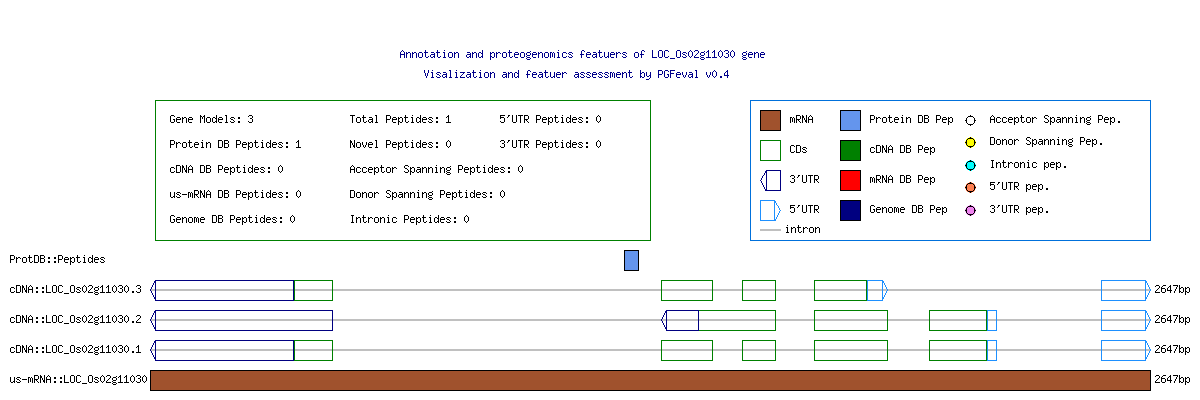 Annotation and proteogenomics featuers of LOC_Os02g11030 gene
Visalization and featuer assessment by PGFeval v0.4
Gene Models: 3 Total Peptides: 1 5'UTR Peptides: 0
Protein DB Peptides: 1 Novel Peptides: 0 3'UTR Peptides: 0
cDNA DB Peptides: 0 Acceptor Spanning Peptides: 0
us-mRNA DB Peptides: 0 Donor Spanning Peptides: 0
Genome DB Peptides: 0 Intronic Peptides: 0
mRNA Protein DB Pep Acceptor Spanning Pep.
CDs cDNA DB Pep Donor Spanning Pep.
3'UTR mRNA DB Pep Intronic pep.
5'UTR Genome DB Pep 5'UTR pep.
intron 3'UTR pep.
ProtDB::Peptides
cDNA::LOC_Os02g11030.3 2647bp
cDNA::LOC_Os02g11030.2 2647bp
cDNA::LOC_Os02g11030.1 2647bp
us-mRNA::LOC_Os02g11030 2647bp